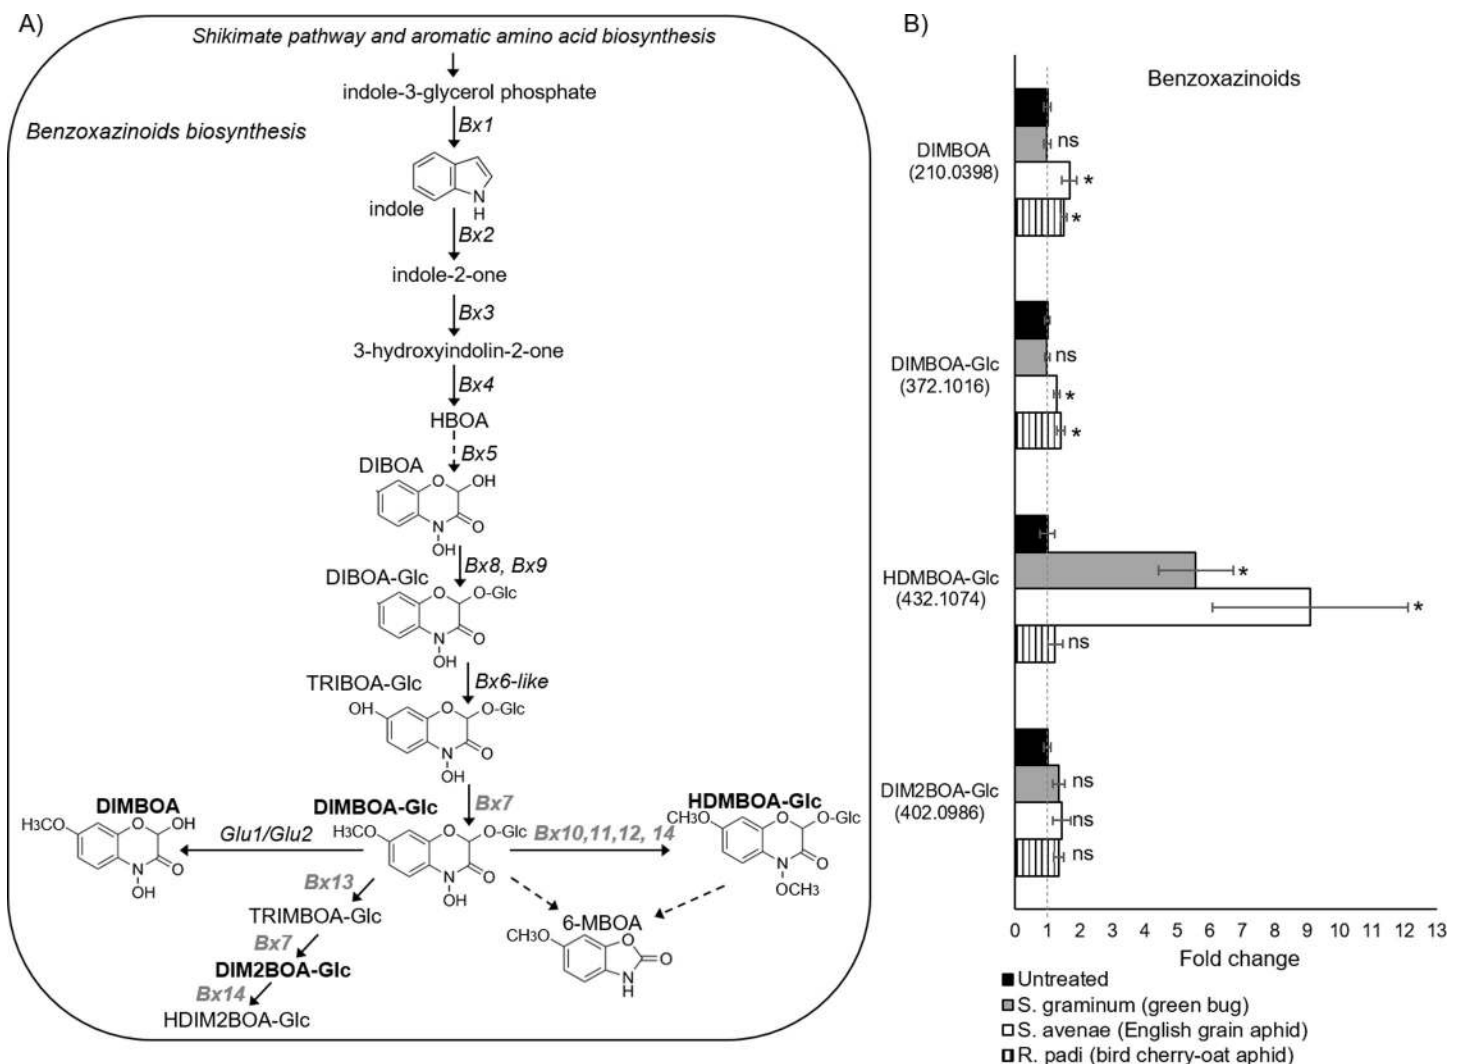 A)
Shikimate pathway and aromatic amino acid biosynthesis
indole-3-glycerol phosphate
Benzoxazinoids biosynthesis
Bx1
N
H
indole
Bx2
indole-2-one
Bx3
3-hydroxyindolin-2-one
Bx4
HBOA
Bx5
DIBOA
O
OH
N
O
OH
Bx8, Bx9
DIBOA-Glc
O
O-Glc
N
O
OH
Bx6-like
TRIBOA-Glc
OH
O
O-Glc
N
O
OH
Bx7
DIMBOA
H3CO
O
OH
N
O
OH
Glu1/Glu2
DIMBOA-Glc
H3CO
O
O-Glc
N
O
OH
Bx10,11,12, 14
HDMBOA-Glc
CH3O
O
O-Glc
N
O
OCH3
Bx13
TRIMBOA-Glc
Bx7
DIM2BOA-Glc
Bx14
HDIM2BOA-Glc
6-MBOA
CH3O
O
O
N
H
B)
Benzoxazinoids
DIMBOA
(210.0398)
ns
*
*
DIMBOA-Glc
(372.1016)
ns
*
*
HDMBOA-Glc
(432.1074)
*
*
ns
DIM2BOA-Glc
(402.0986)
ns
ns
ns
0 1 2 3 4 5 6 7 8 9 10 11 12 13
Fold change
Untreated
S. graminum (green bug)
S. avenae (English grain aphid)
R. padi (bird cherry-oat aphid)